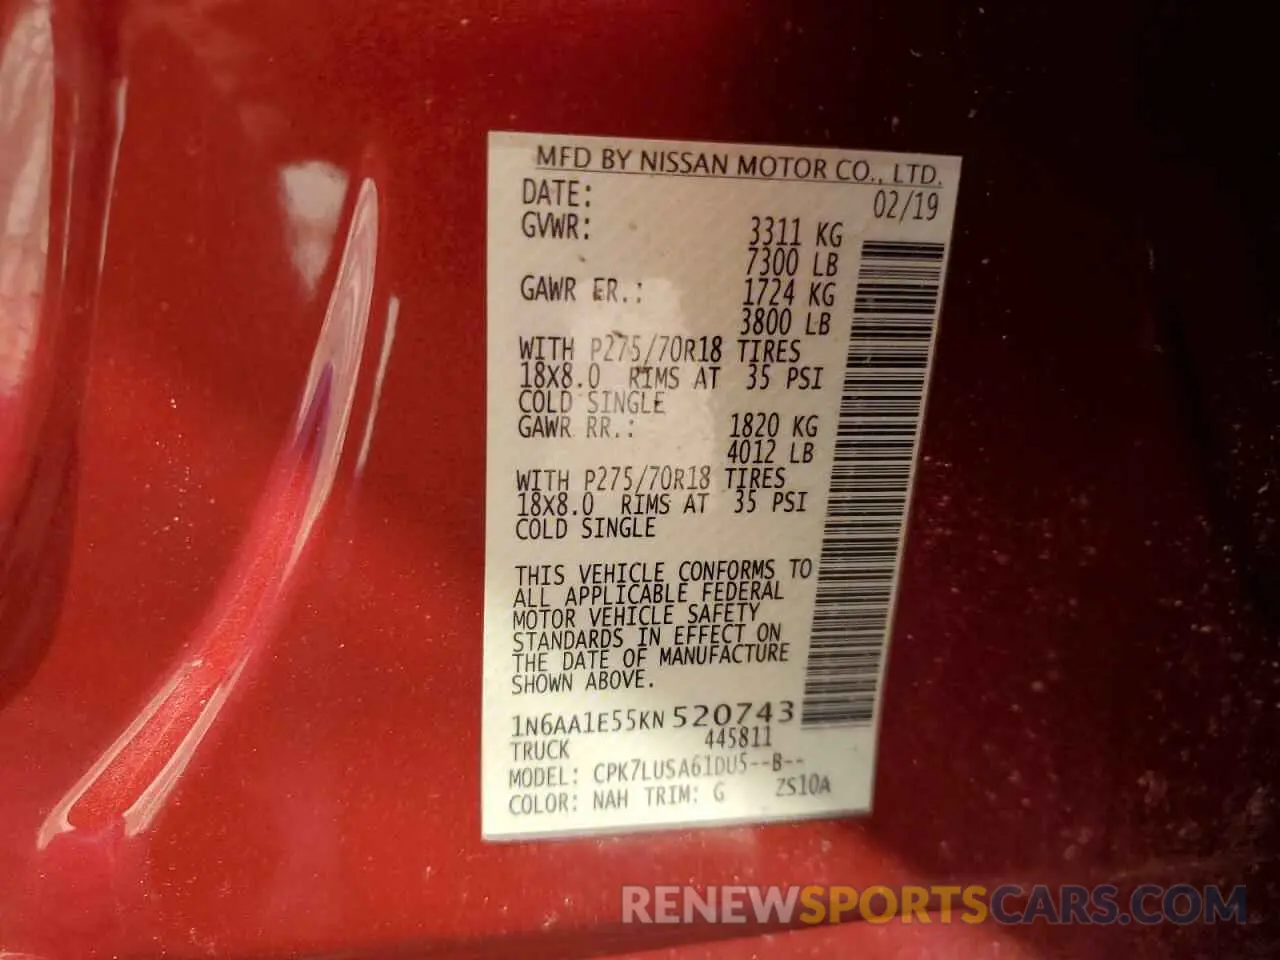 MFD BY NISSAN MOTOR CO., LTD.
DATE: 02/19
GVWR: 3311 KG
7300 LB
GAWR ER.: 1724 KG
3800 LB
WITH P275/70R18 TIRES
18X8.0 RIMS AT 35 PSI
COLD SINGLE
GAWR RR.: 1820 KG
4012 LB
WITH P275/70R18 TIRES
18X8.0 RIMS AT 35 PSI
COLD SINGLE
THIS VEHICLE CONFORMS TO
ALL APPLICABLE FEDERAL
MOTOR VEHICLE SAFETY
STANDARDS IN EFFECT ON
THE DATE OF MANUFACTURE
SHOWN ABOVE.
1N6AA1E55KN520743
TRUCK 445811
MODEL: CPK7LUSA61DU5--B--
COLOR: NAH TRIM: G ZS10A
RENEWSPORTSCARS.COM